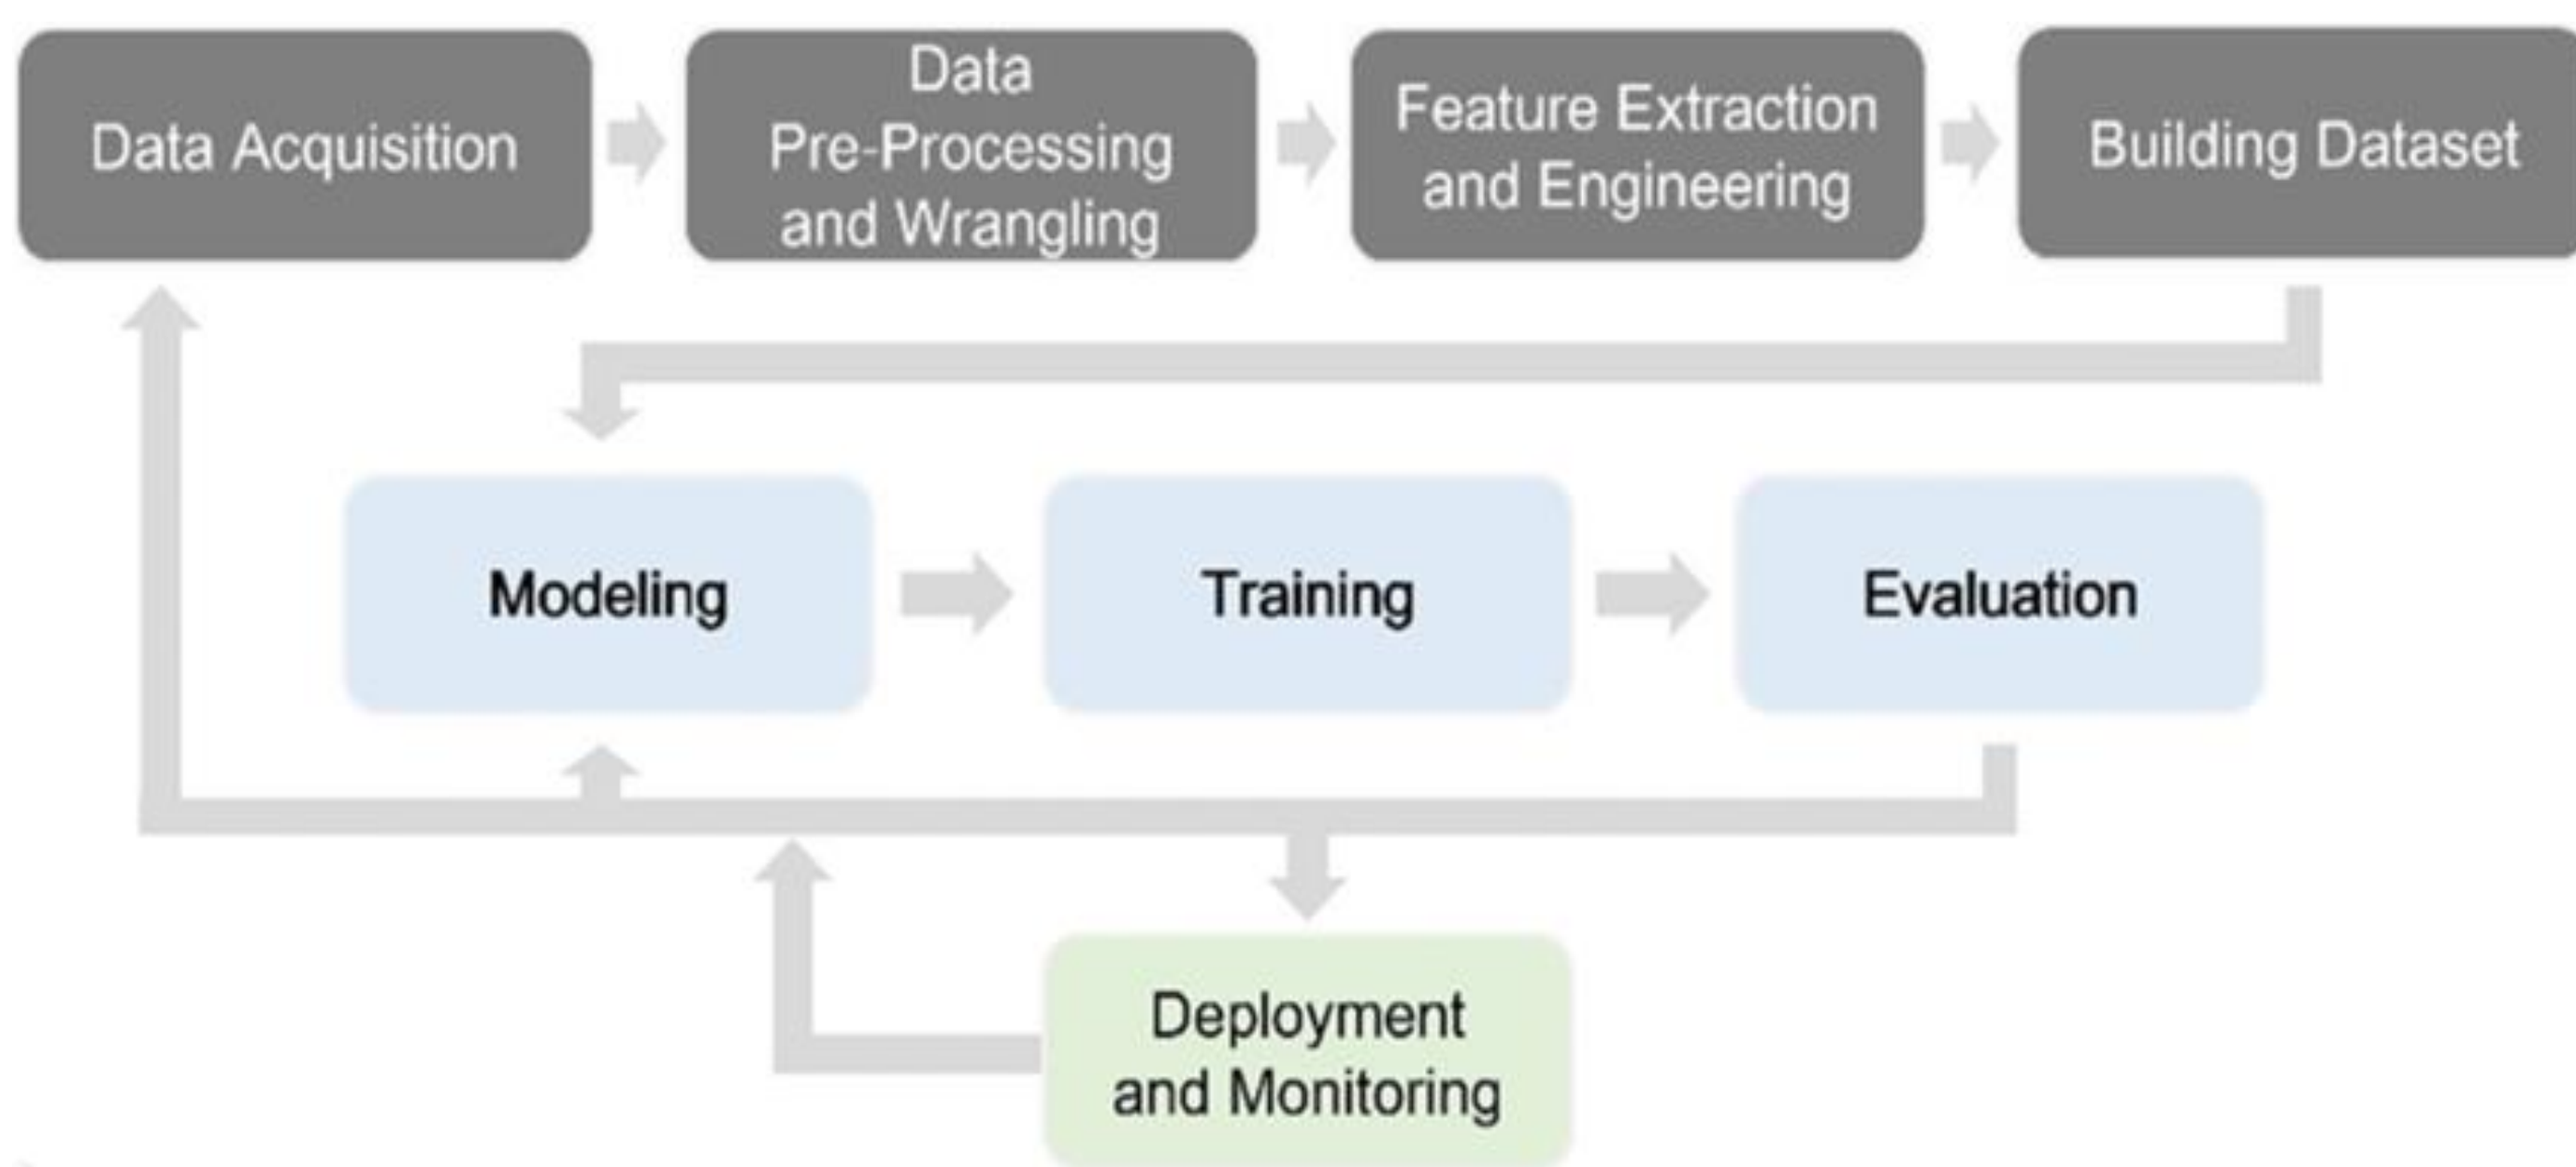 Data Acquisition
Data
Pre-Processing
and Wrangling
Feature Extraction
and Engineering
Building Dataset
Modeling
Training
Evaluation
Deployment
and Monitoring